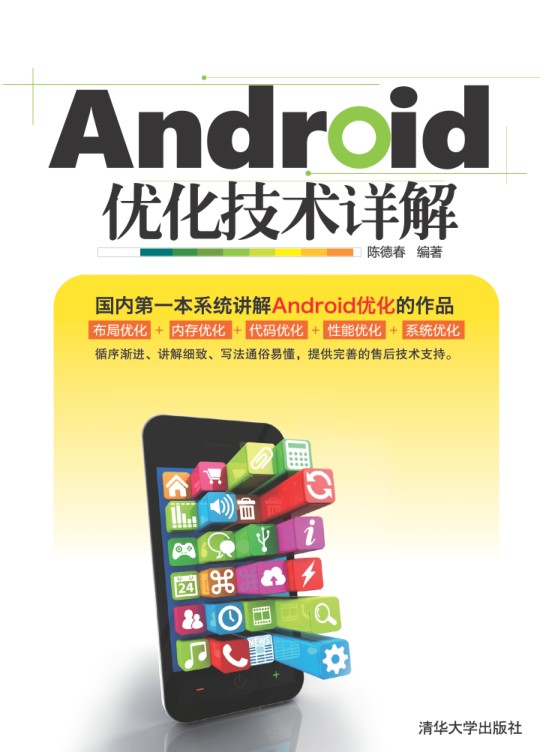 Android
优化技术详解
陈德春 编著
国内第一本系统讲解Android优化的作品
布局优化 + 内存优化 + 代码优化 + 性能优化 + 系统优化
循序渐进、讲解细致、写法通俗易懂，提供完善的售后技术支持。
24
NEWS
清华大学出版社